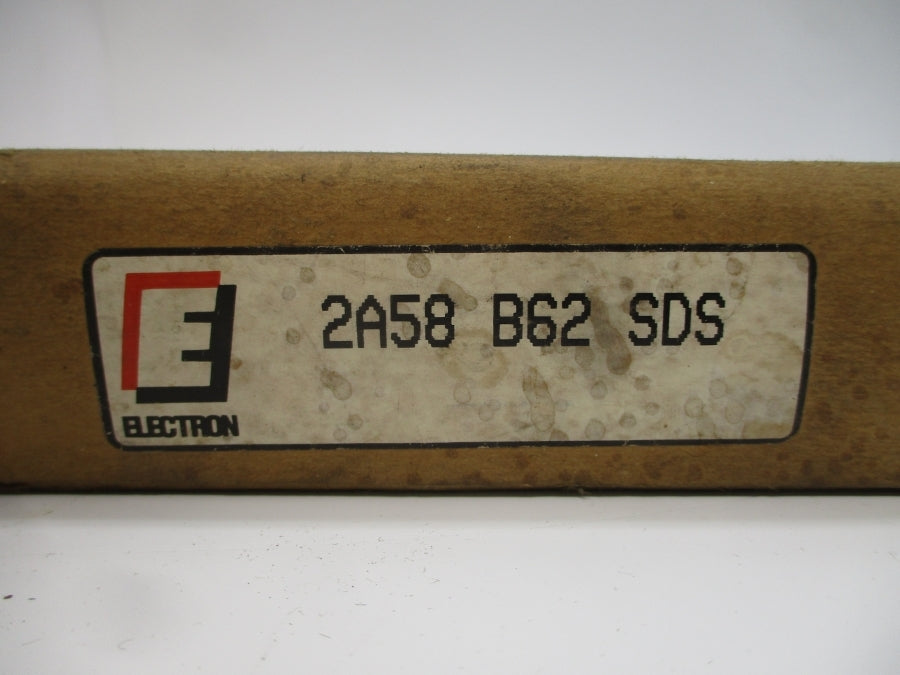 2A58 B62 SDS
ELECTRON